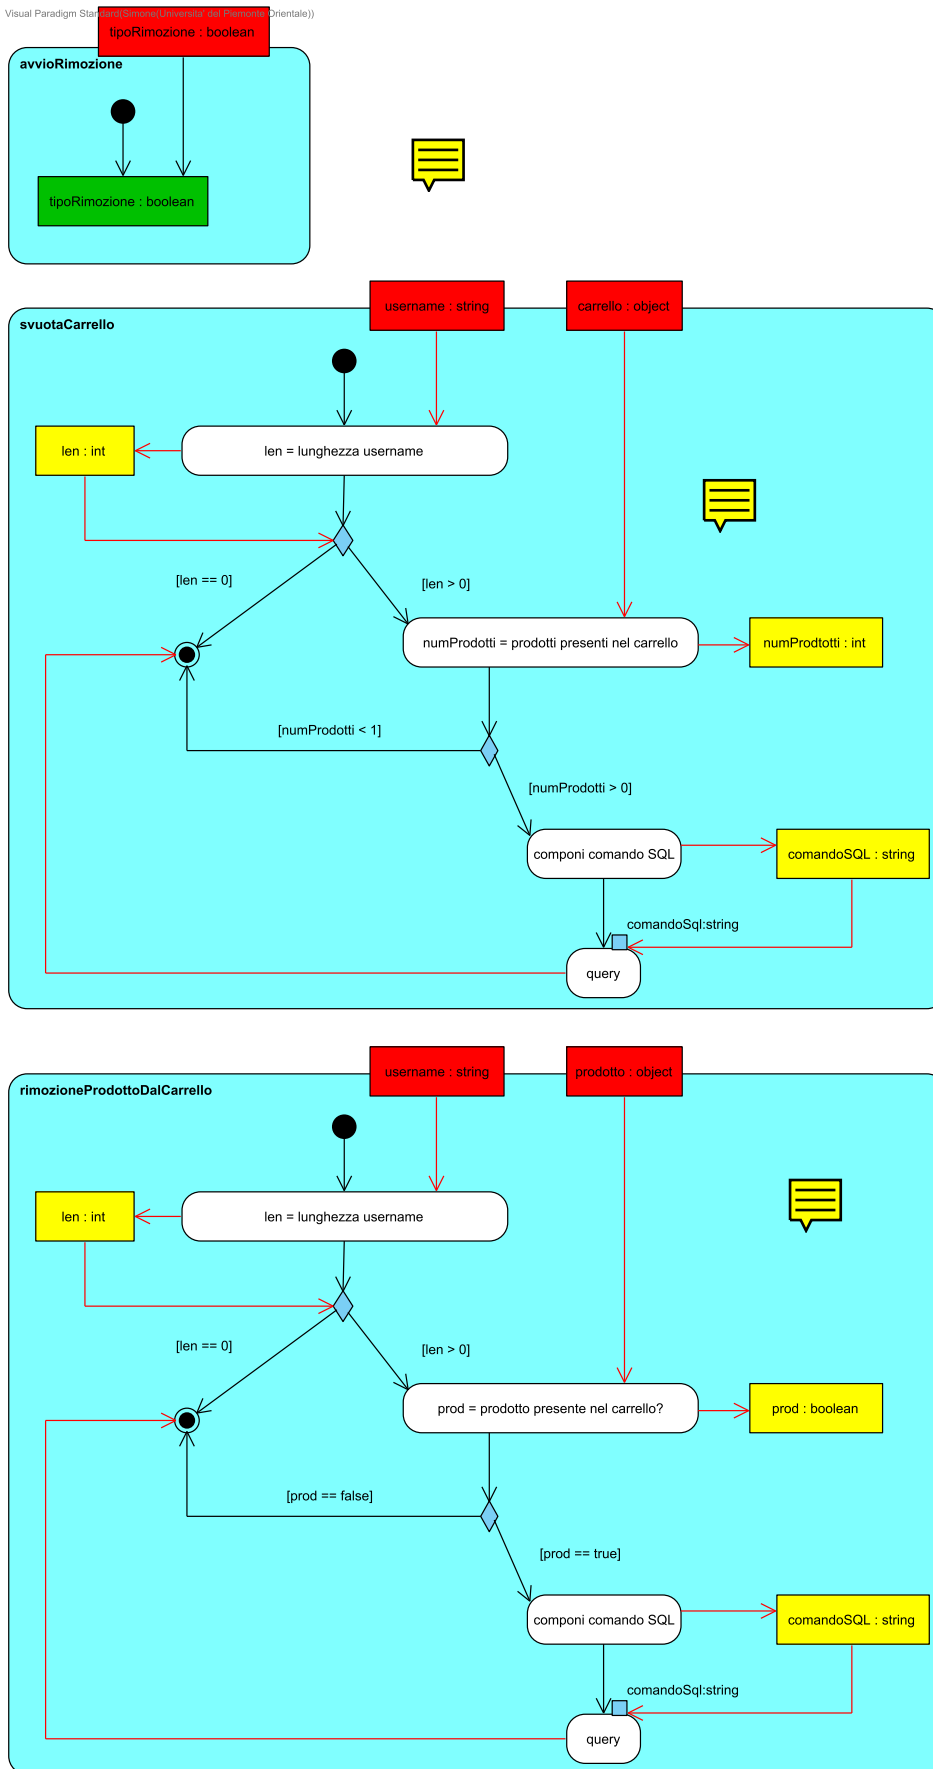 Visual Paradigm Standard(Simone(Universita' del Piemonte Orientale))
tipoRimozione : boolean
avvioRimozione
tipoRimozione : boolean
username : string
carrello : object
svuotaCarrello
len : int
len = lunghezza username
[len == 0]
[len > 0]
numProdotti = prodotti presenti nel carrello
numProdtotti : int
[numProdotti < 1]
[numProdotti > 0]
componi comando SQL
comandoSQL : string
comandoSql:string
query
username : string
prodotto : object
rimozioneProdottoDalCarrello
len : int
len = lunghezza username
[len == 0]
[len > 0]
prod = prodotto presente nel carrello?
prod : boolean
[prod == false]
[prod == true]
componi comando SQL
comandoSQL : string
comandoSql:string
query